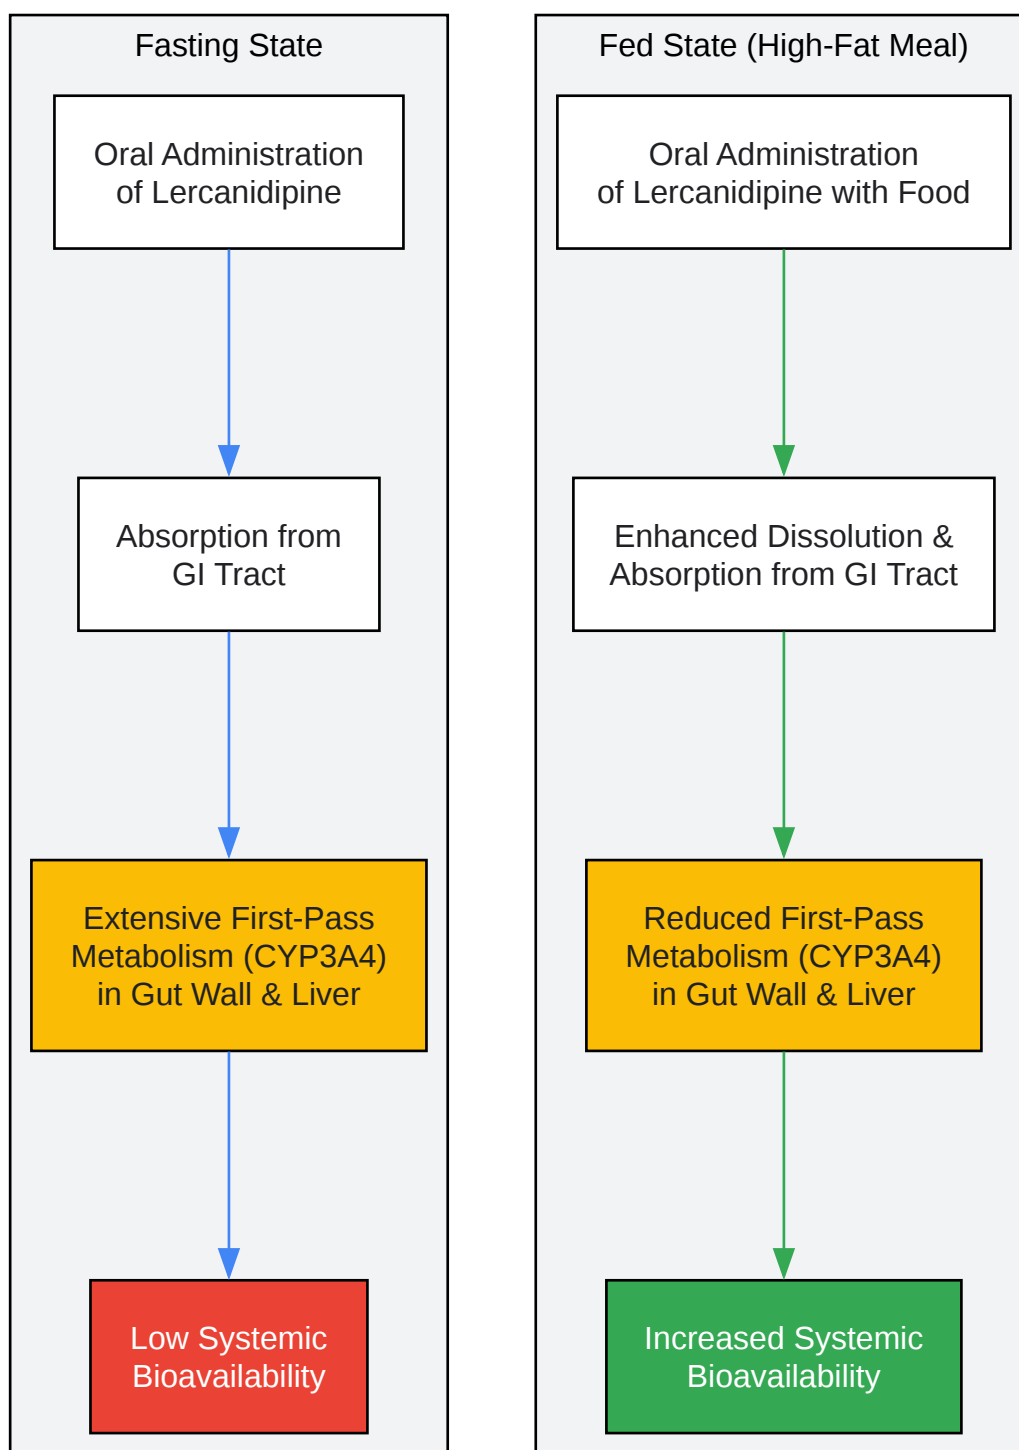 Fasting State
Oral Administration
of Lercanidipine
Absorption from
GI Tract
Extensive First-Pass
Metabolism (CYP3A4)
in Gut Wall & Liver
Low Systemic
Bioavailability
Fed State (High-Fat Meal)
Oral Administration
of Lercanidipine with Food
Enhanced Dissolution &
Absorption from GI Tract
Reduced First-Pass
Metabolism (CYP3A4)
in Gut Wall & Liver
Increased Systemic
Bioavailability